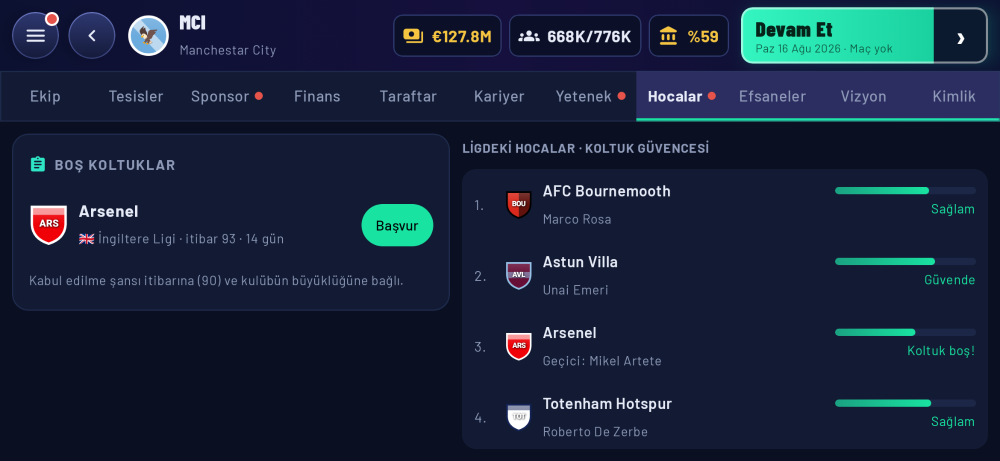 MCI
Manchestar City
€127.8M
668K/776K
%59
Devam Et
Paz 16 Ağu 2026 · Maç yok
Ekip
Tesisler
Sponsor
Finans
Taraftar
Kariyer
Yetenek
Hocalar
Efsaneler
Vizyon
Kimlik
BOŞ KOLTUKLAR
ARS
Arsenel
İngiltere Ligi · itibar 93 · 14 gün
Başvur
Kabul edilme şansı itibarına (90) ve kulübün büyüklüğüne bağlı.
LİGDEKİ HOCALAR · KOLTUK GÜVENCESİ
1.
BOU
AFC Bournemooth
Marco Rosa
Sağlam
2.
AVL
Astun Villa
Unai Emeri
Güvende
3.
ARS
Arsenel
Geçici: Mikel Artete
Koltuk boş!
4.
TOT
Totenham Hotspur
Roberto De Zerbe
Sağlam